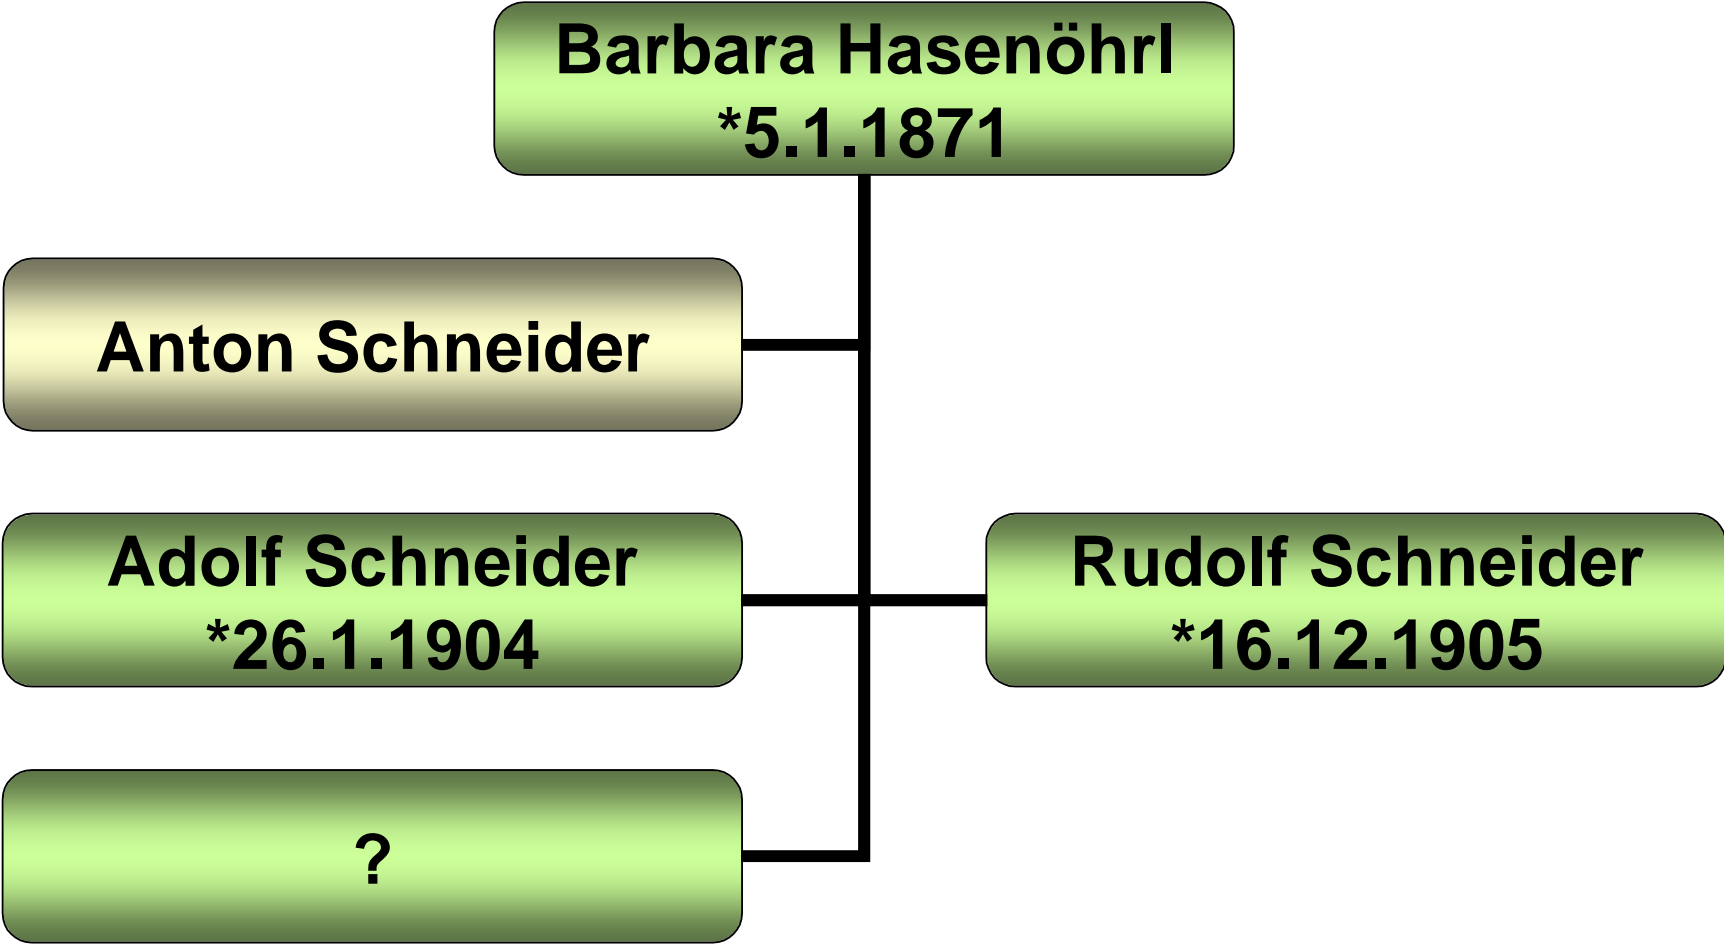 Barbara Hasenöhrl
*5.1.1871
Anton Schneider
Adolf Schneider
*26.1.1904
Rudolf Schneider
*16.12.1905
?